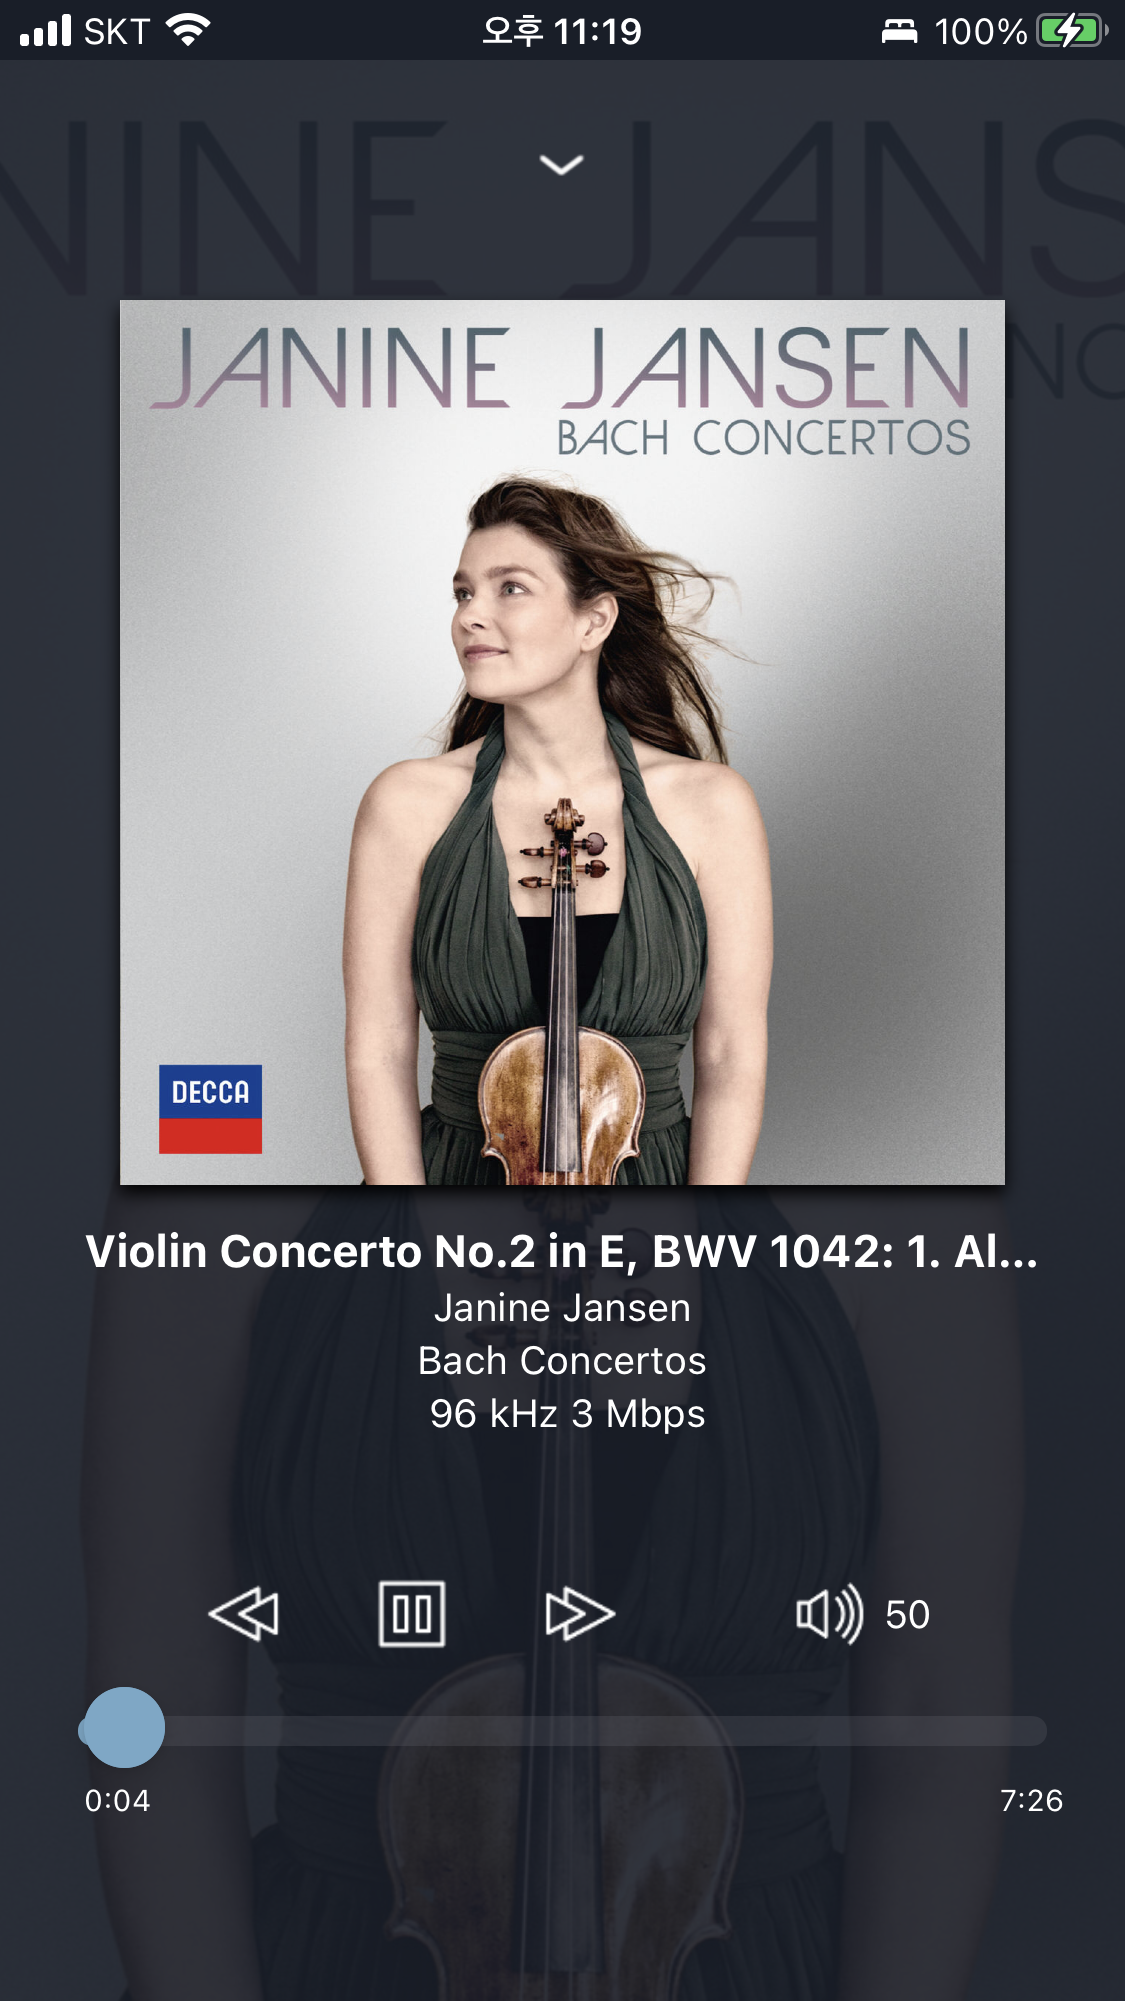 SKT 오후 11:19 100%
JANINE JANSEN
BACH CONCERTOS
DECCA
Violin Concerto No.2 in E, BWV 1042: 1. Al...
Janine Jansen
Bach Concertos
96 kHz 3 Mbps
50
0:04 7:26